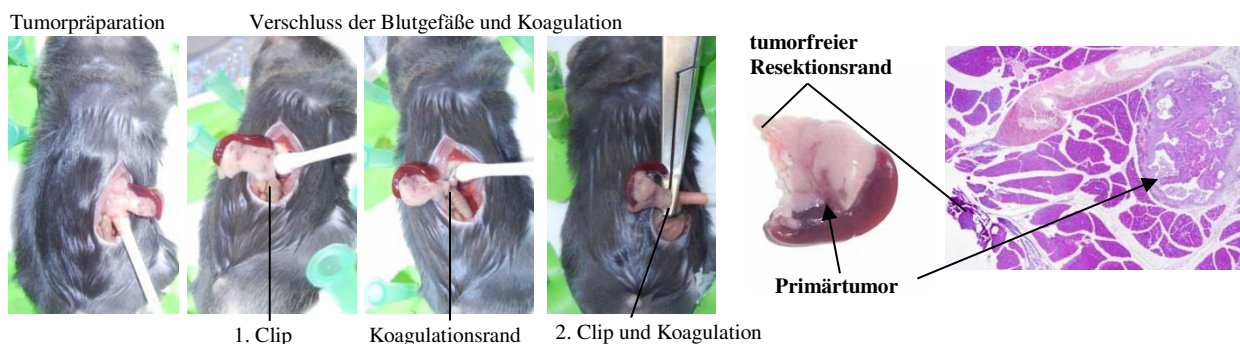 Tumorpräparation
Verschluss der Blutgefäße und Koagulation
tumorfreier
Resektionsrand
Primärtumor
1. Clip
Koagulationsrand
2. Clip und Koagulation